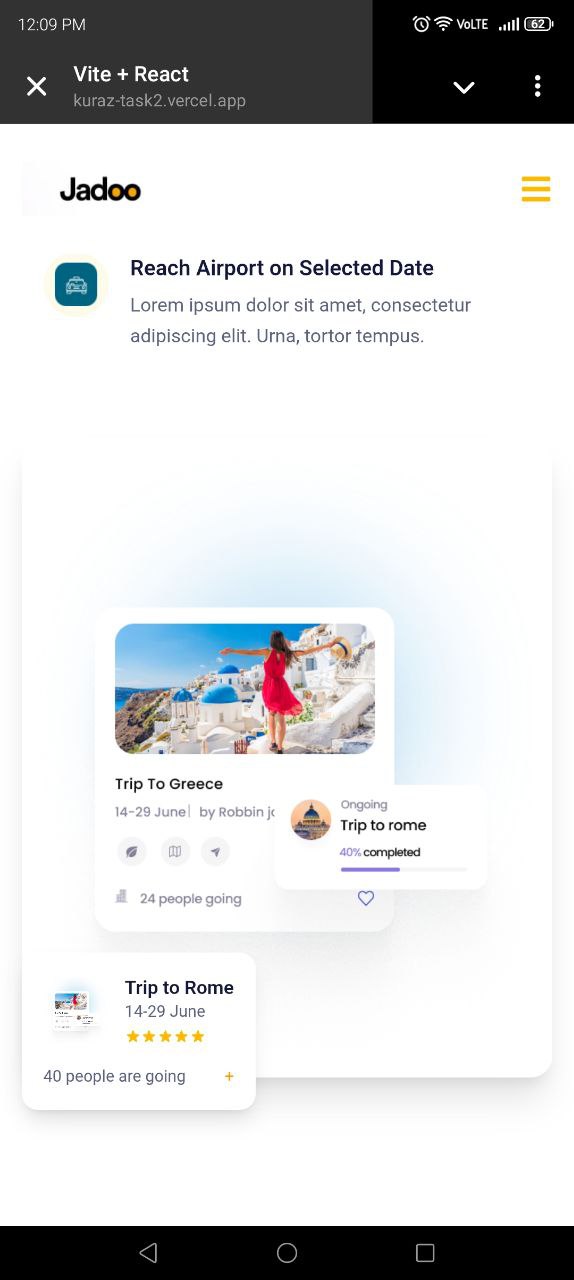 12:09 PM
VoLTE
62
Vite + React
kuraz-task2.vercel.app
Jadoo
Reach Airport on Selected Date
Lorem ipsum dolor sit amet, consectetur
adipiscing elit. Urna, tortor tempus.
Trip To Greece
14-29 June | by Robbin jo
Ongoing
Trip to rome
40% completed
24 people going
Trip to Rome
14-29 June
40 people are going +